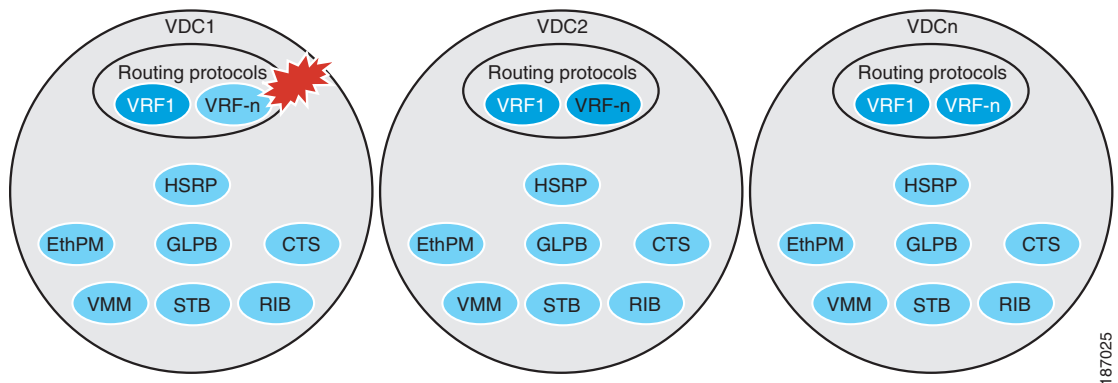 VDC1
Routing protocols
VRF1 VRF-n
HSRP
EthPM GLPB CTS
VMM STB RIB
VDC2
Routing protocols
VRF1 VRF-n
HSRP
EthPM GLPB CTS
VMM STB RIB
VDCn
Routing protocols
VRF1 VRF-n
HSRP
EthPM GLPB CTS
VMM STB RIB
187025